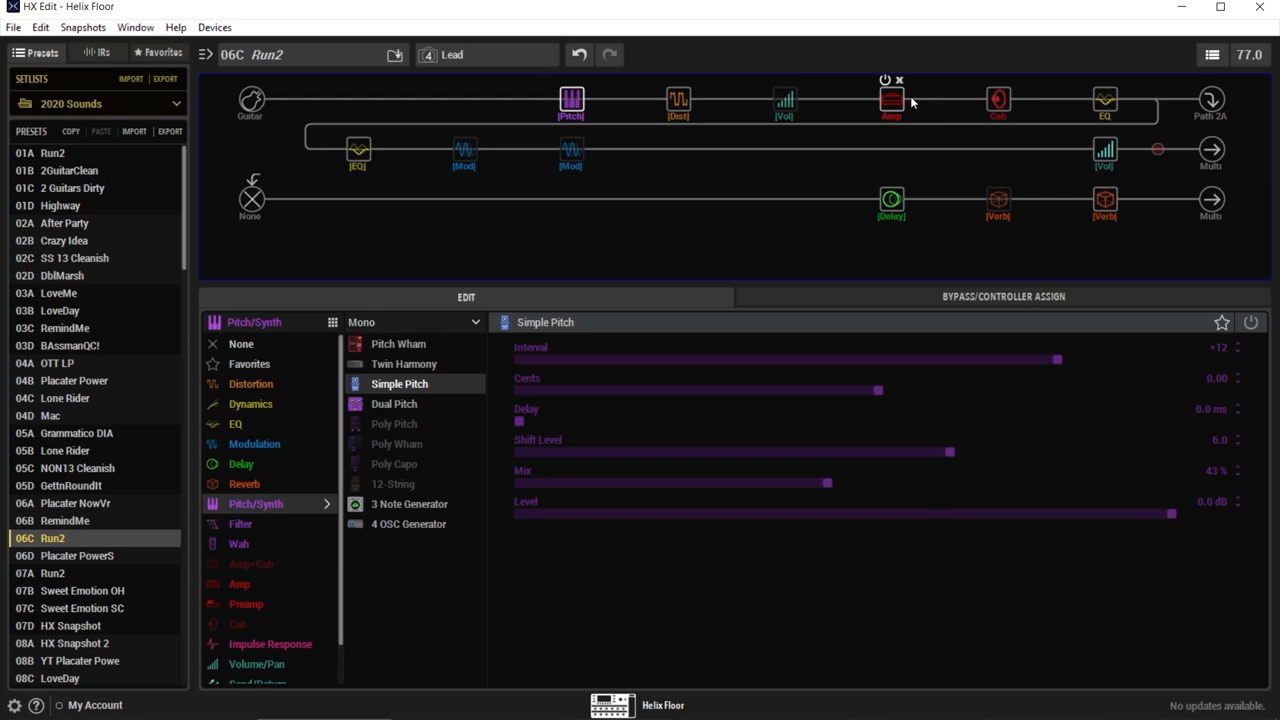 HX Edit - Helix Floor
File Edit Snapshots Window Help Devices
Presets IRs Favorites
06C Run2
4 Lead
77.0
SETLISTS IMPORT EXPORT
2020 Sounds
PRESETS COPY PASTE IMPORT EXPORT
01A Run2
01B 2GuitarClean
01C 2 Guitars Dirty
01D Highway
02A After Party
02B Crazy Idea
02C SS 13 Cleanish
02D DblMarsh
03A LoveMe
03B LoveDay
03C RemindMe
03D BAssmanQC!
04A OTT LP
04B Placater Power
04C Lone Rider
04D Mac
05A Grammatico DIA
05B Lone Rider
05C NON13 Cleanish
05D GetInRoundIt
06A Placater NowVr
06B RemindMe
06C Run2
06D Placater PowerS
07A Run2
07B Sweet Emotion OH
07C Sweet Emotion SC
07D HX Snapshot
08A HX Snapshot 2
08B YT Placater Powe
08C LoveDay
Guitar |Pitch| |Dist| |Vol| Amp Cab EQ Path 2A
|EQ| |Mod| |Mod| |Vol| Multi
None |Delay| |Verb| |Verb| Multi
EDIT
BYPASS/CONTROLLER ASSIGN
Pitch/Synth
None
Favorites
Distortion
Dynamics
EQ
Modulation
Delay
Reverb
Pitch/Synth
Filter
Wah
Amp+Cab
Amp
Preamp
Cab
Impulse Response
Volume/Pan
Send/Return
Mono
Pitch Wham
Twin Harmony
Simple Pitch
Dual Pitch
Poly Pitch
Poly Wham
Poly Capo
12-String
3 Note Generator
4 OSC Generator
Simple Pitch
Interval +12
Cents 0.00
Delay 0.0 ms
Shift Level 6.0
Mix 43 %
Level 0.0 dB
My Account
Helix Floor
No updates available.